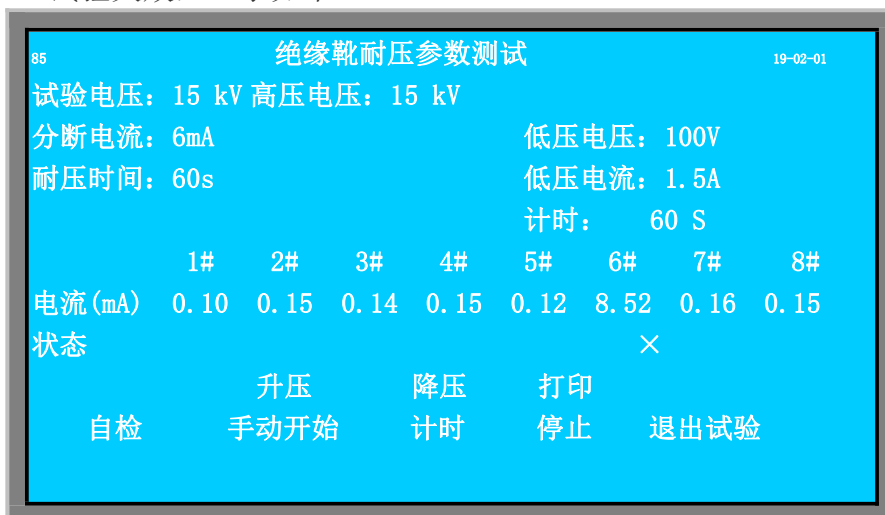 85 绝缘靴耐压参数测试 19-02-01
试验电压: 15 kV 高压电压: 15 kV
分断电流: 6mA 低压电压: 100V
耐压时间: 60s 低压电流: 1.5A
计时: 60 S
1# 2# 3# 4# 5# 6# 7# 8#
电流(mA) 0.10 0.15 0.14 0.15 0.12 8.52 0.16 0.15
状态 ×
升压 降压 打印
自检 手动开始 计时 停止 退出试验